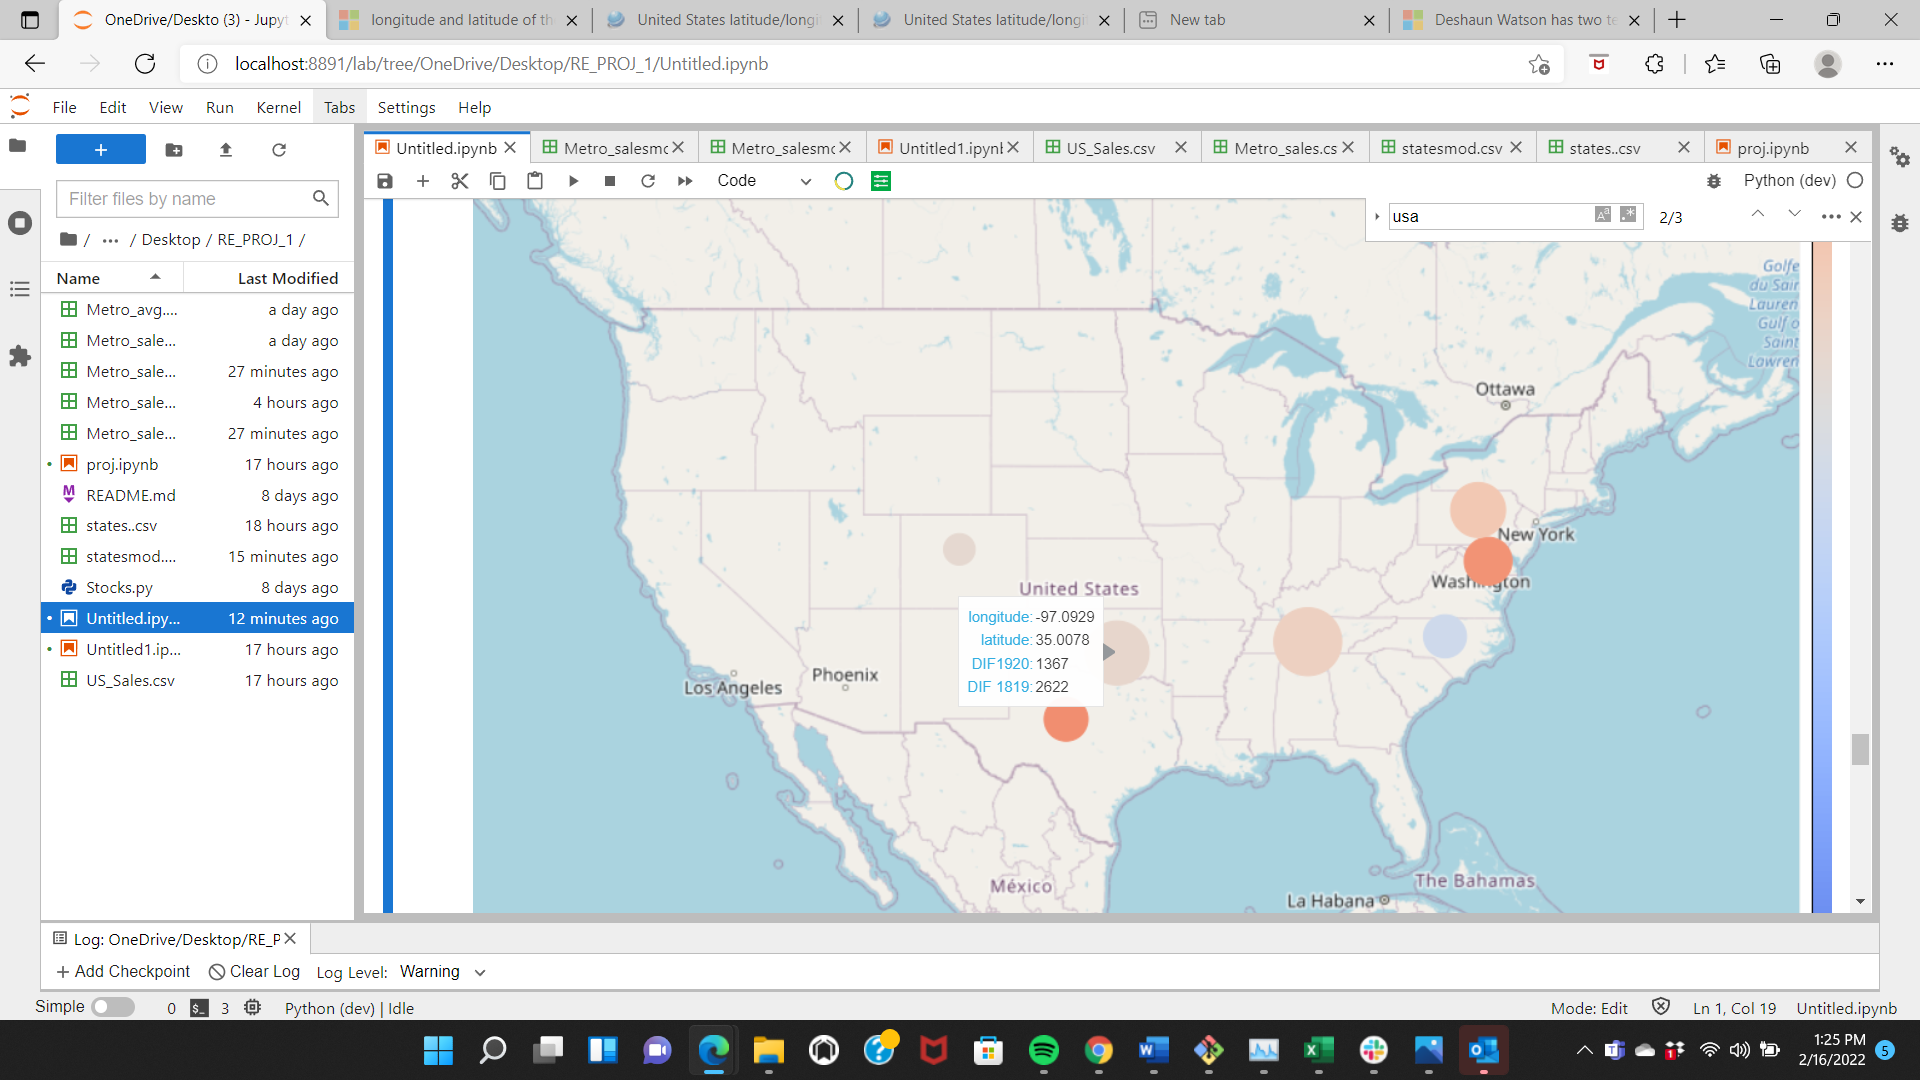 OneDrive/Deskto (3) - Jupyt
longitude and latitude of th
United States latitude/longi
United States latitude/longi
New tab
Deshaun Watson has two te
localhost:8891/lab/tree/OneDrive/Desktop/RE_PROJ_1/Untitled.ipynb
File Edit View Run Kernel Tabs Settings Help
Untitled.ipynb
Metro_salesmo
Metro_salesmo
Untitled1.ipynl
US_Sales.csv
Metro_sales.cs
statesmod.csv
states..csv
proj.ipynb
Code
Python (dev)
Filter files by name
usa
2/3
/ ... / Desktop / RE_PROJ_1 /
Name Last Modified
Metro_avg.... a day ago
Metro_sale... a day ago
Metro_sale... 27 minutes ago
Metro_sale... 4 hours ago
Metro_sale... 27 minutes ago
proj.ipynb 17 hours ago
README.md 8 days ago
states..csv 18 hours ago
statesmod.... 15 minutes ago
Stocks.py 8 days ago
Untitled.ipy... 12 minutes ago
Untitled1.ip... 17 hours ago
US_Sales.csv 17 hours ago
Golfe
du Sain
Lauren
Gulf o
Saint
Lawren
Ottawa
New York
Washington
United States
longitude: -97.0929
latitude: 35.0078
DIF1920: 1367
DIF 1819: 2622
Phoenix
Los Angeles
México
The Bahamas
La Habana
Log: OneDrive/Desktop/RE_P
+ Add Checkpoint Clear Log Log Level: Warning
Simple 0 3 Python (dev) | Idle
Mode: Edit Ln 1, Col 19 Untitled.ipynb
1:25 PM
2/16/2022
5